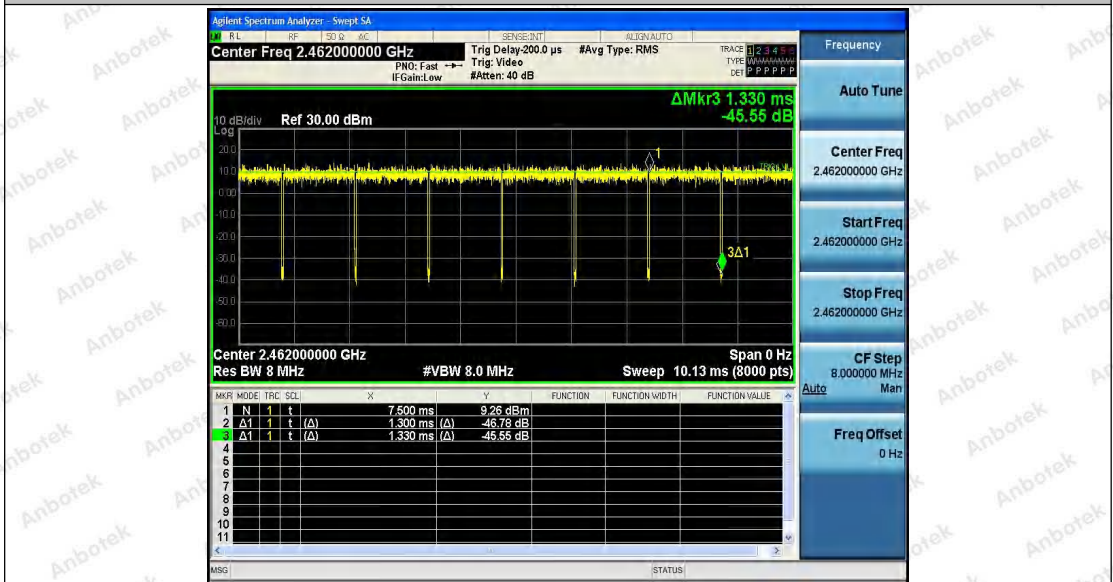 Agilent Spectrum Analyzer - Swept SA
RL RF 50 Ω AC SENSE:INT ALIGNAUTO
Center Freq 2.462000000 GHz
PNO: Fast
IFGain:Low
Trig Delay-200.0 µs
Trig: Video
#Atten: 40 dB
#Avg Type: RMS
TRACE 1 2 3 4 5 6
TYPE
DET P P P P P P
ΔMkr3 1.330 ms
-45.55 dB
10 dB/div Ref 30.00 dBm
Log
20.0
10.0
0.00
-10.0
-20.0
-30.0
-40.0
-50.0
-60.0
1
3Δ1
Center 2.462000000 GHz Span 0 Hz
Res BW 8 MHz #VBW 8.0 MHz Sweep 10.13 ms (8000 pts)
MKR MODE TRC SCL X Y FUNCTION FUNCTION WIDTH FUNCTION VALUE
1 N 1 t 7.500 ms 9.26 dBm
2 Δ1 1 t (Δ) 1.300 ms (Δ) -46.78 dB
3 Δ1 1 t (Δ) 1.330 ms (Δ) -45.55 dB
4
5
6
7
8
9
10
11
MSG STATUS
Frequency
Auto Tune
Center Freq
2.462000000 GHz
Start Freq
2.462000000 GHz
Stop Freq
2.462000000 GHz
CF Step
8.000000 MHz
Auto Man
Freq Offset
0 Hz
Anbotek